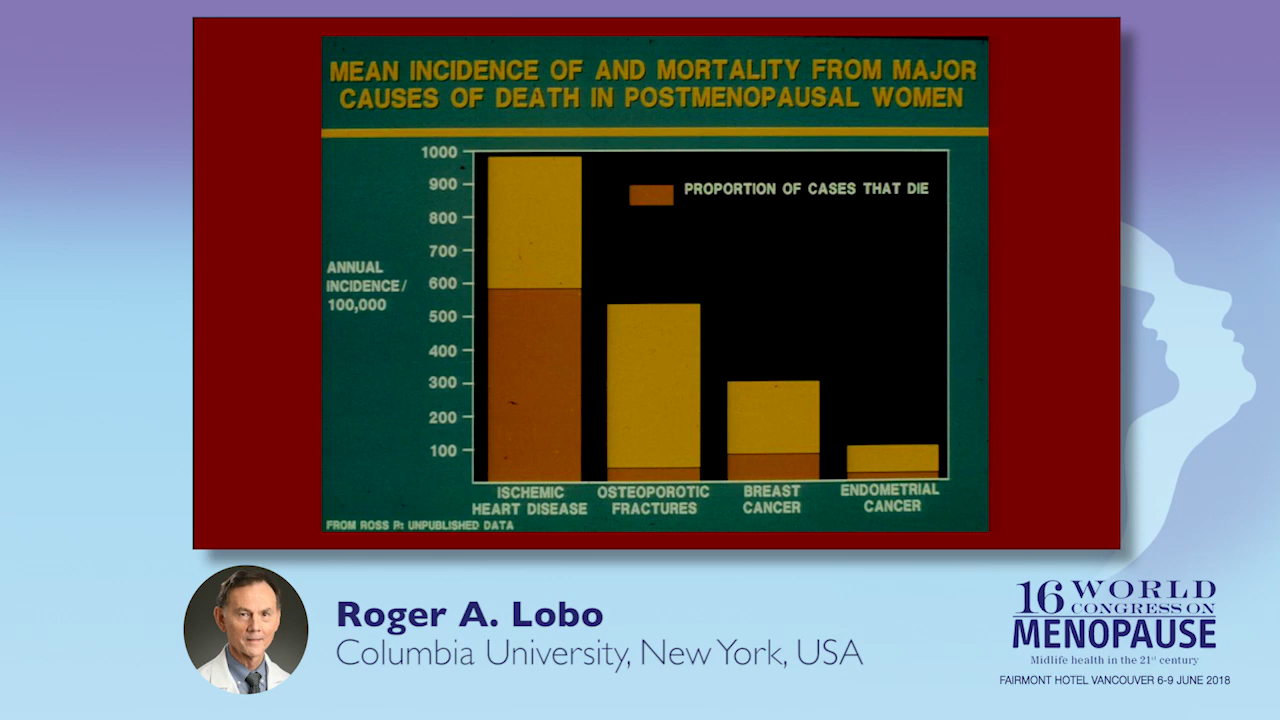 MEAN INCIDENCE OF AND MORTALITY FROM MAJOR
CAUSES OF DEATH IN POSTMENOPAUSAL WOMEN
1000
900
800
700
600
500
400
300
200
100
ANNUAL
INCIDENCE/
100,000
PROPORTION OF CASES THAT DIE
ISCHEMIC
HEART DISEASE
OSTEOPOROTIC
FRACTURES
BREAST
CANCER
ENDOMETRIAL
CANCER
FROM ROSS R: UNPUBLISHED DATA
Roger A. Lobo
Columbia University, New York, USA
16 WORLD
CONGRESS ON
MENOPAUSE
Midlife health in the 21st century
FAIRMONT HOTEL VANCOUVER 6-9 JUNE 2018